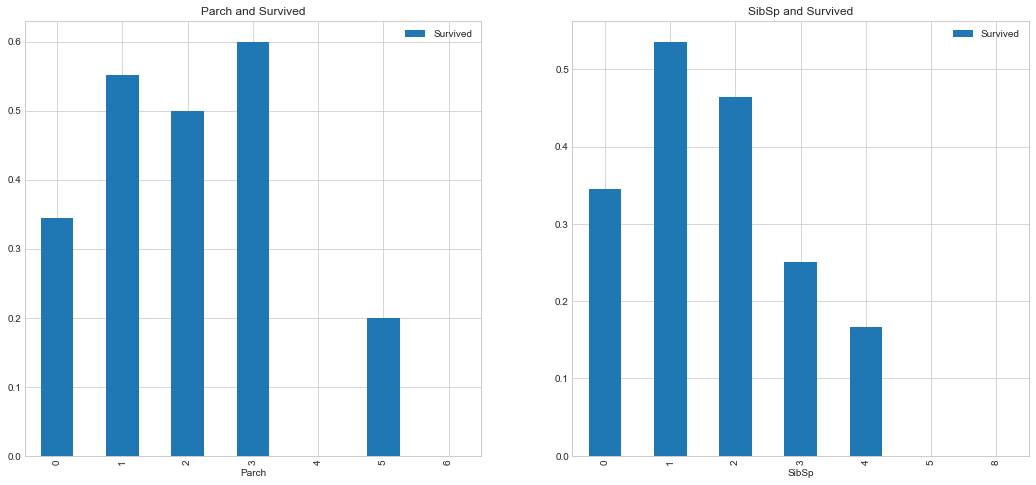 Parch and Survived
Survived
0.6
0.5
0.4
0.3
0.2
0.1
0.0
0 1 2 3 4 5 6
Parch
SibSp and Survived
Survived
0.5
0.4
0.3
0.2
0.1
0.0
0 1 2 3 4 5 8
SibSp